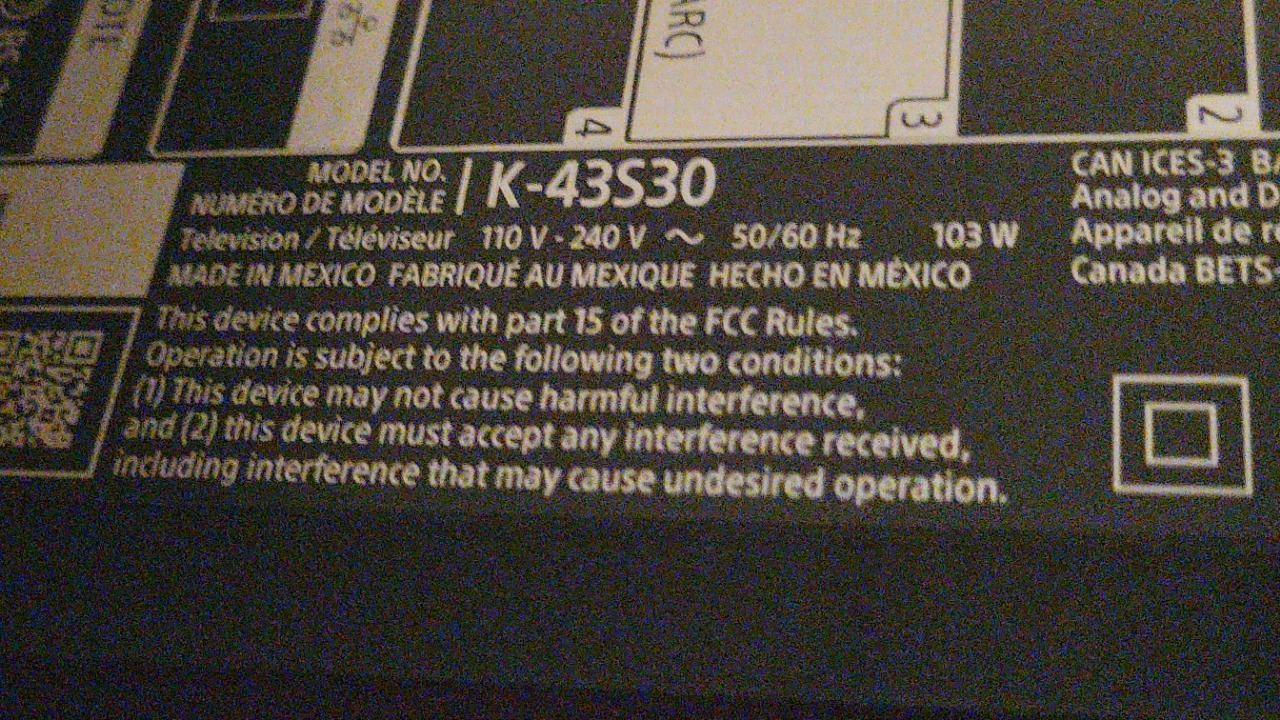 ARC)
4
3
2
MODEL NO.
NUMÉRO DE MODÈLE
K-43S30
Television / Téléviseur 110 V - 240 V ~ 50/60 Hz 103 W
MADE IN MEXICO FABRIQUÉ AU MEXIQUE HECHO EN MÉXICO
This device complies with part 15 of the FCC Rules.
Operation is subject to the following two conditions:
(1) This device may not cause harmful interference,
and (2) this device must accept any interference received,
including interference that may cause undesired operation.
CAN ICES-3
Analog and
Appareil de
Canada BETS-